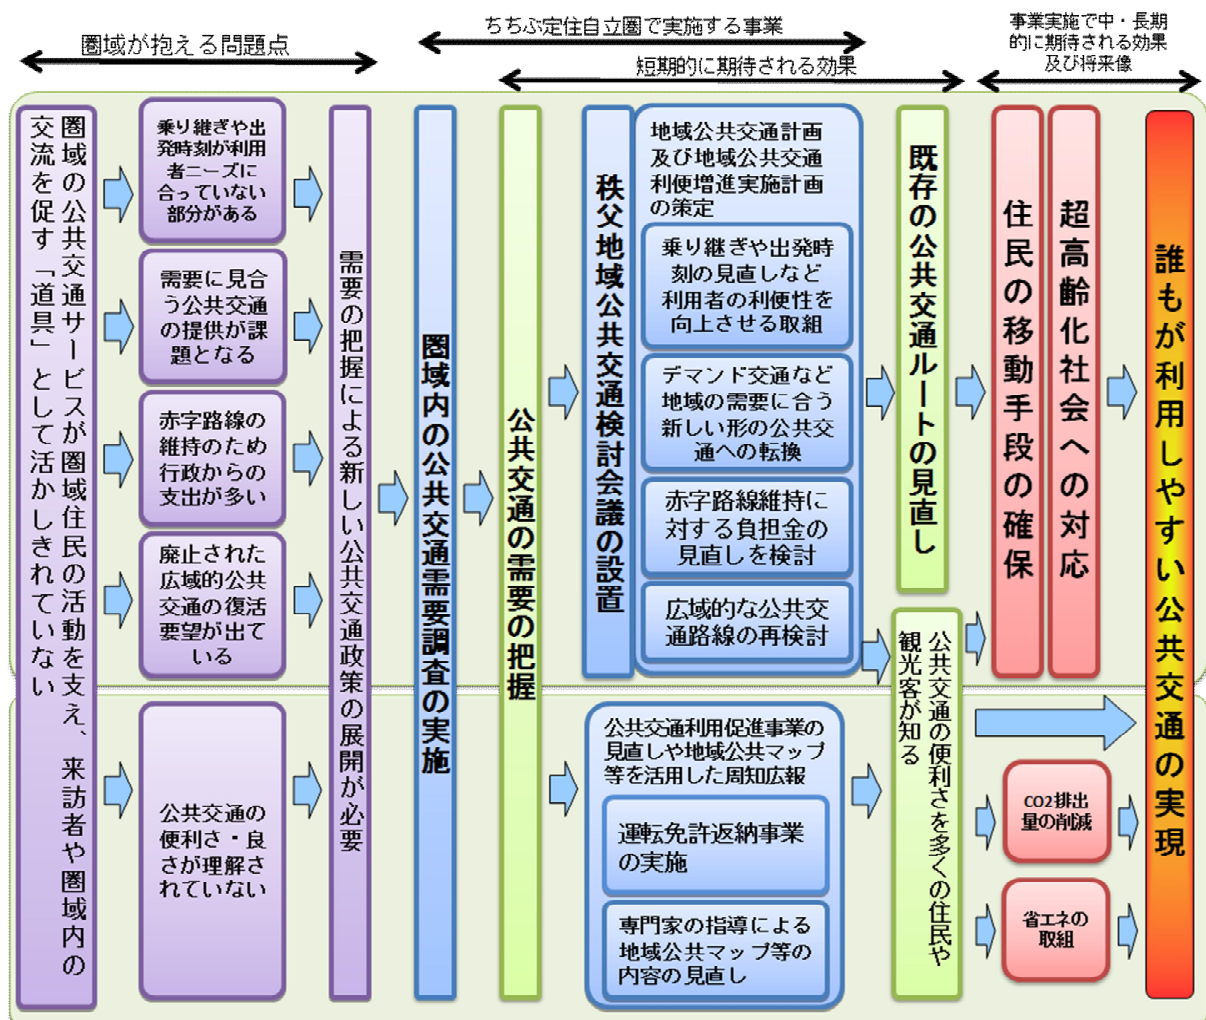 圏域が抱える問題点
ちちぶ定住自立圏で実施する事業
短期的に期待される効果
事業実施で中・長期
的に期待される効果
及び将来像
圏域の公共交通サービスが圏域住民の活動を支え、来訪者や圏域内の
交流を促す「道具」として活かしきれていない
乗り継ぎや出
発時刻が利用
者ニーズに
合っていない
部分がある
需要に見合
う公共交通
の提供が課
題となる
赤字路線の
維持のため
行政からの
支出が多い
廃止された
広域的公共
交通の復活
要望が出て
いる
公共交通の
便利さ・良
さが理解さ
れていない
需要の把握による新しい公共交通政策の展開が必要
圏域内の公共交通需要調査の実施
公共交通の需要の把握
秩父地域公共交通検討会議の設置
地域公共交通計画
及び地域公共交通
利便増進実施計画
の策定
乗り継ぎや出発時
刻の見直しなど
利用者の利便性を
向上させる取組
デマンド交通など
地域の需要に合う
新しい形の公共交
通への転換
赤字路線維持に
対する負担金の
見直しを検討
広域的な公共交
通路線の再検討
公共交通利用促進事業の
見直しや地域公共マップ
等を活用した周知広報
運転免許返納事業
の実施
専門家の指導による
地域公共マップ等の
内容の見直し
既存の公共交通ルートの見直し
公共交通の便利さを多くの住民や
観光客が知る
住民の移動手段の確保
超高齢化社会への対応
CO2排出
量の削減
省エネの
取組
誰もが利用しやすい公共交通の実現